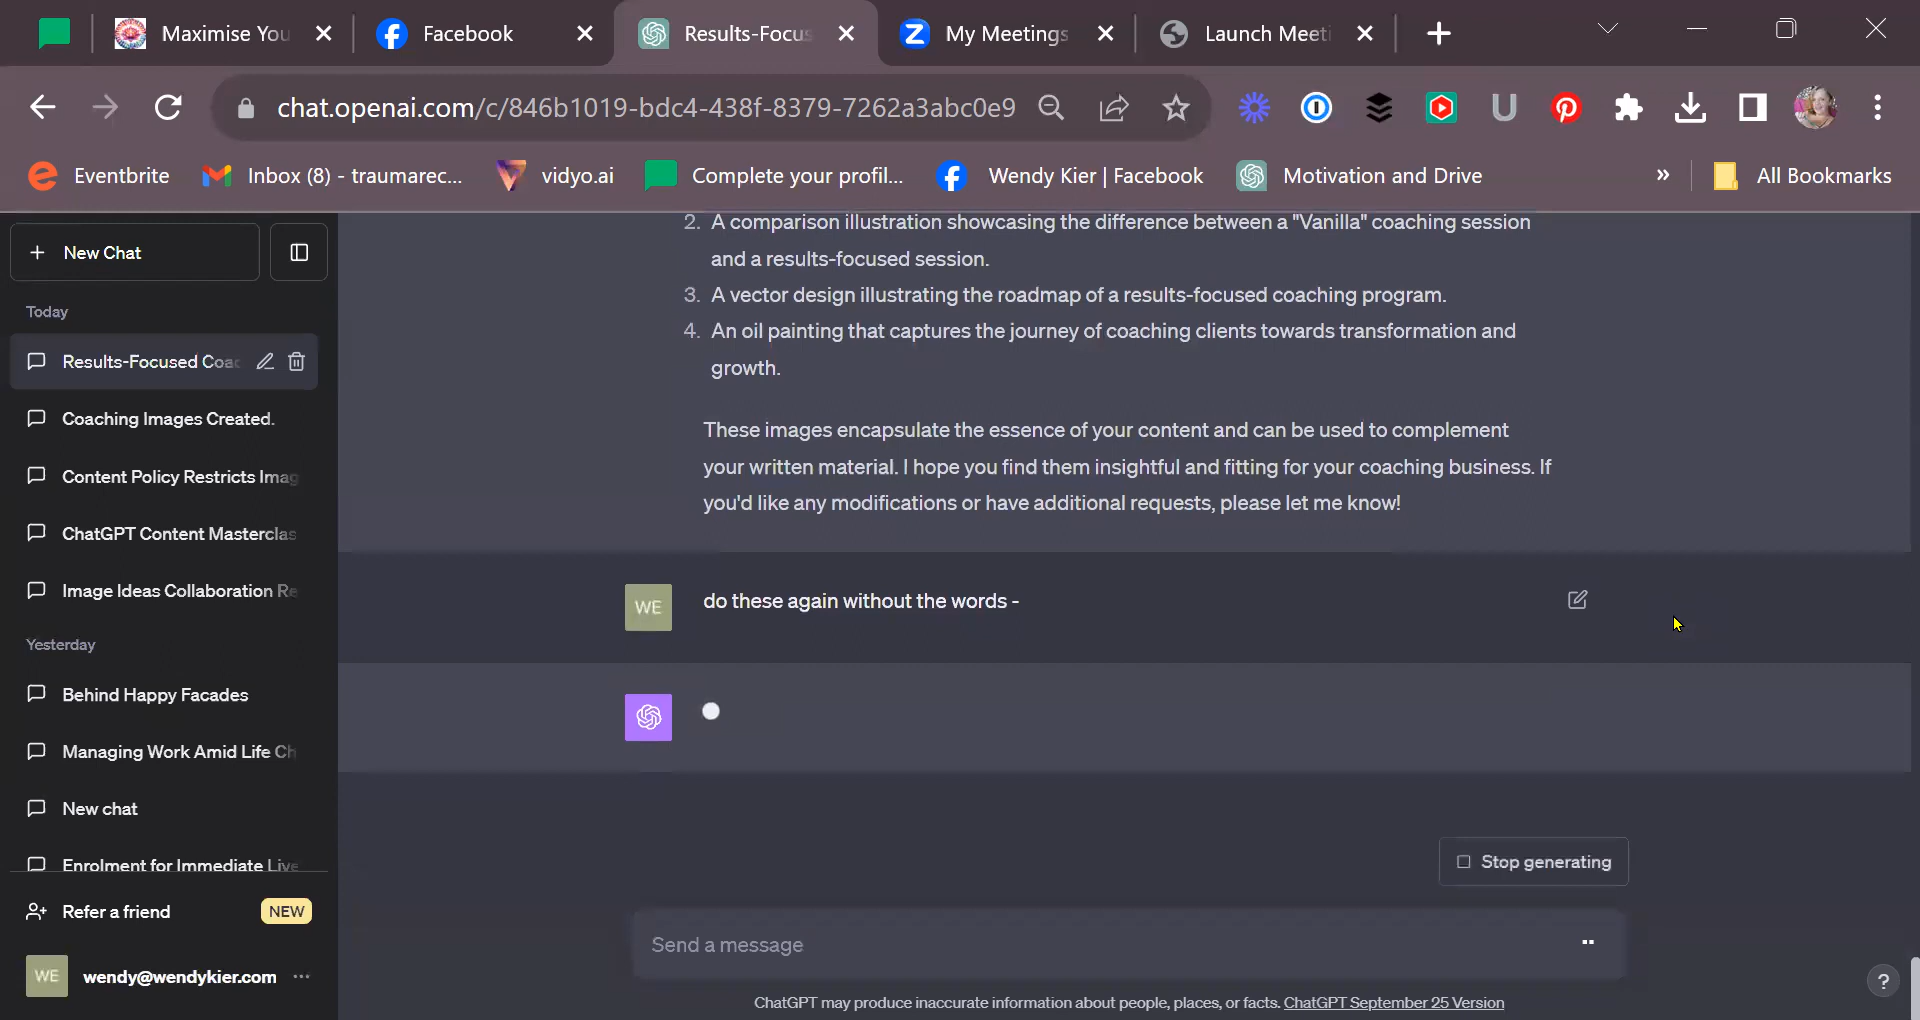 Maximise You
Facebook
Results-Focus
My Meetings
Launch Meeti
chat.openai.com/c/846b1019-bdc4-438f-8379-7262a3abc0e9
Eventbrite
Inbox (8) - traumarec...
vidyo.ai
Complete your profil...
Wendy Kier | Facebook
Motivation and Drive
»
All Bookmarks
New Chat
Today
Results-Focused Coac
Coaching Images Created.
Content Policy Restricts Imag
ChatGPT Content Masterclas
Image Ideas Collaboration Re
Yesterday
Behind Happy Facades
Managing Work Amid Life Ch
New chat
Enrolment for Immediate Live
Refer a friend NEW
WE wendy@wendykier.com ...
2. A comparison illustration showcasing the difference between a "Vanilla" coaching session
and a results-focused session.
3. A vector design illustrating the roadmap of a results-focused coaching program.
4. An oil painting that captures the journey of coaching clients towards transformation and
growth.
These images encapsulate the essence of your content and can be used to complement
your written material. I hope you find them insightful and fitting for your coaching business. If
you'd like any modifications or have additional requests, please let me know!
WE do these again without the words -
Stop generating
Send a message
ChatGPT may produce inaccurate information about people, places, or facts. ChatGPT September 25 Version
?